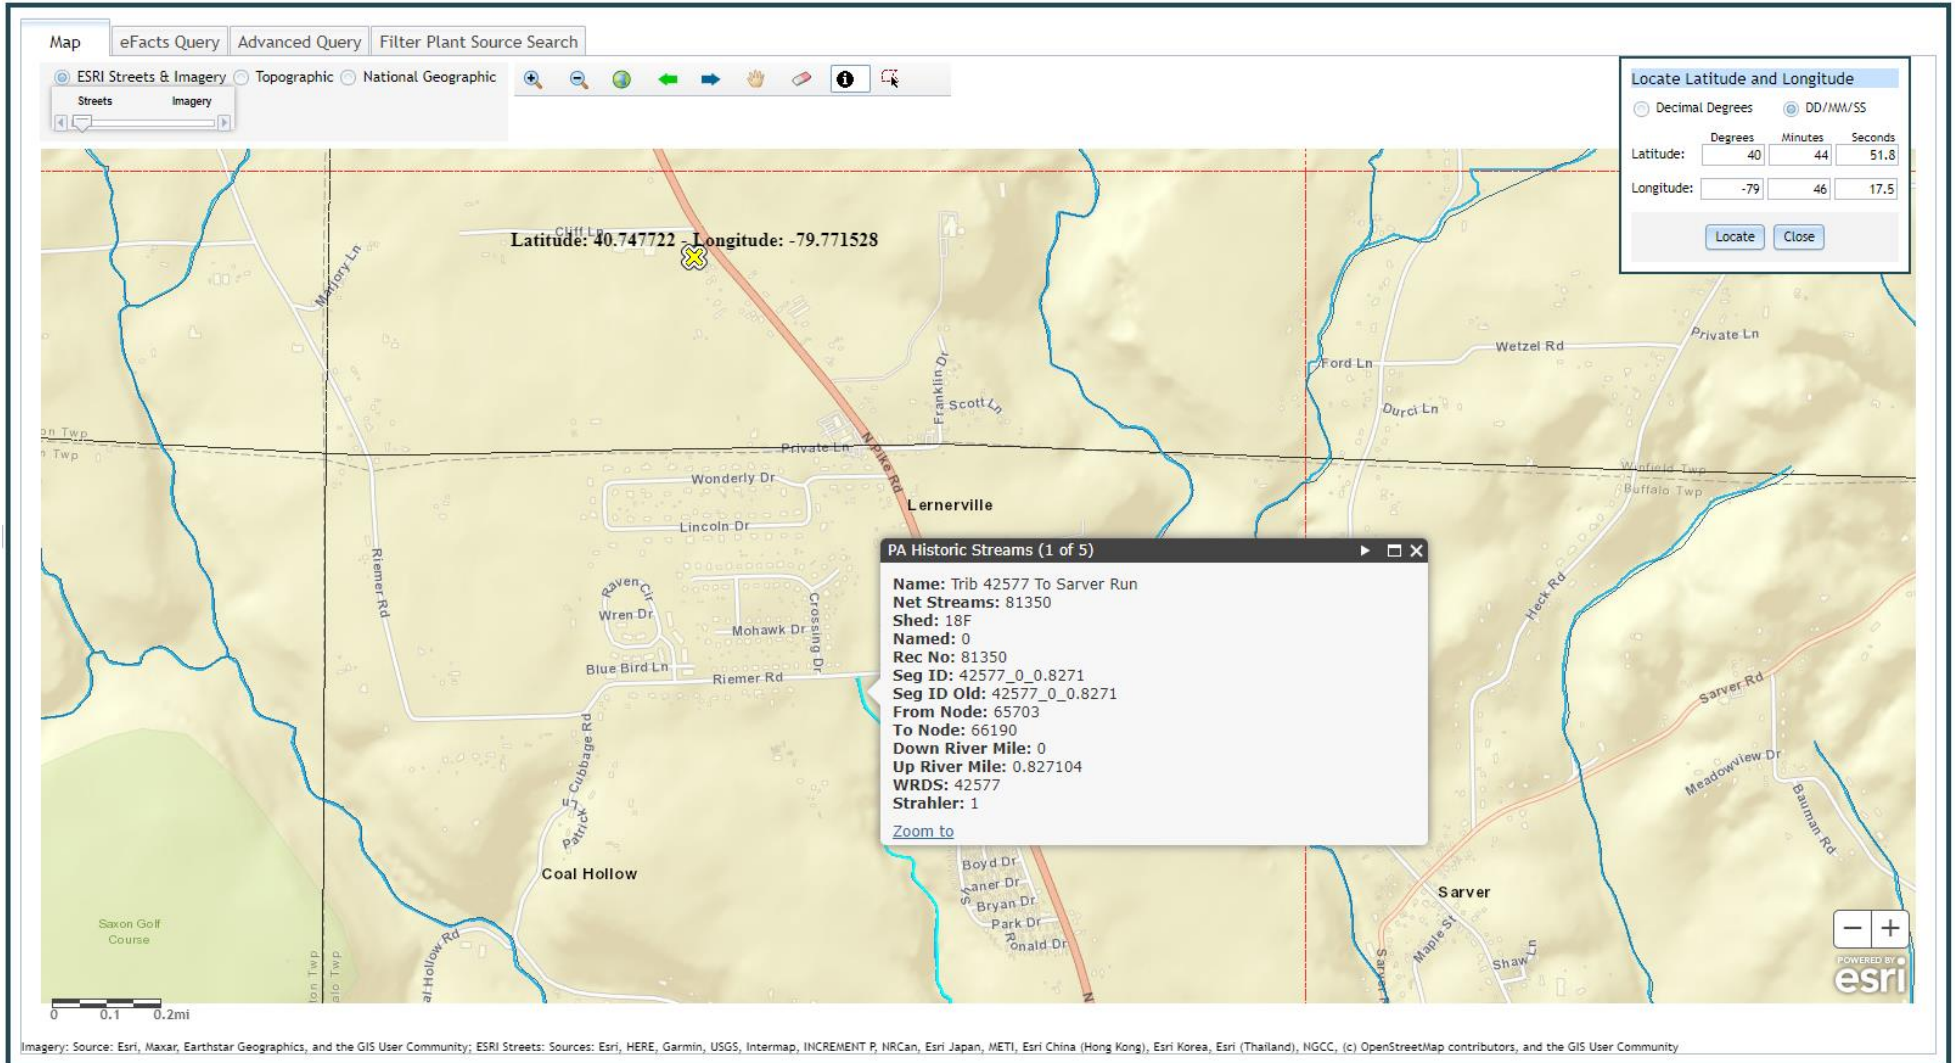 Map
eFacts Query
Advanced Query
Filter Plant Source Search
ESRI Streets & Imagery
Topographic
National Geographic
Streets
Imagery
Locate Latitude and Longitude
Decimal Degrees
DD/MM/SS
Degrees Minutes Seconds
Latitude: 40 44 51.8
Longitude: -79 46 17.5
Locate
Close
Cliff Ln
Latitude: 40.747722 - Longitude: -79.771528
Marjory Ln
Private Ln
Wetzel Rd
Ford Ln
Franklin Dr
Scott Ln
Durci Ln
on Twp
n Twp
Private Ln
N Pike Rd
Winfield Twp
Buffalo Twp
Wonderly Dr
Lernerville
Lincoln Dr
Riemer Rd
Raven Cir
Wren Dr
Crossing Dr
Mohawk Dr
Blue Bird Ln
Riemer Rd
Heck Rd
Sarver Rd
PA Historic Streams (1 of 5)
Name: Trib 42577 To Sarver Run
Net Streams: 81350
Shed: 18F
Named: 0
Rec No: 81350
Seg ID: 42577_0_0.8271
Seg ID Old: 42577_0_0.8271
From Node: 65703
To Node: 66190
Down River Mile: 0
Up River Mile: 0.827104
WRDS: 42577
Strahler: 1
Zoom to
Cubbage Rd
Patrick Ln
Meadowview Dr
Bauman Rd
Coal Hollow
Boyd Dr
Shaner Dr
Bryan Dr
Park Dr
Ronald Dr
Sarver
Maple St
Shaw Ln
Sarver R
Saxon Golf
Course
al Hollow Rd
ton Twp
alo Twp
N
POWERED BY
esri
0 0.1 0.2mi
Imagery: Source: Esri, Maxar, Earthstar Geographics, and the GIS User Community; ESRI Streets: Sources: Esri, HERE, Garmin, USGS, Intermap, INCREMENT P, NRCan, Esri Japan, METI, Esri China (Hong Kong), Esri Korea, Esri (Thailand), NGCC, (c) OpenStreetMap contributors, and the GIS User Community